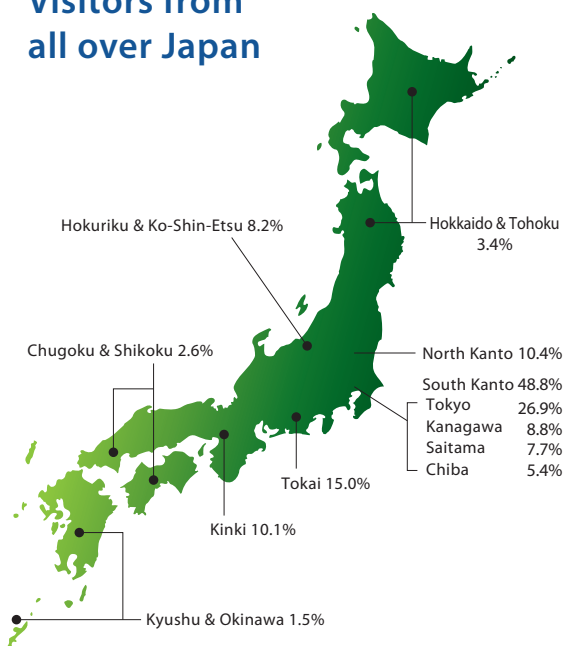 Visitors from
all over Japan
Hokkaido & Tohoku
3.4%
Hokuriku & Ko-Shin-Etsu 8.2%
Chugoku & Shikoku 2.6%
North Kanto 10.4%
South Kanto 48.8%
Tokyo 26.9%
Kanagawa 8.8%
Saitama 7.7%
Chiba 5.4%
Tokai 15.0%
Kinki 10.1%
Kyushu & Okinawa 1.5%